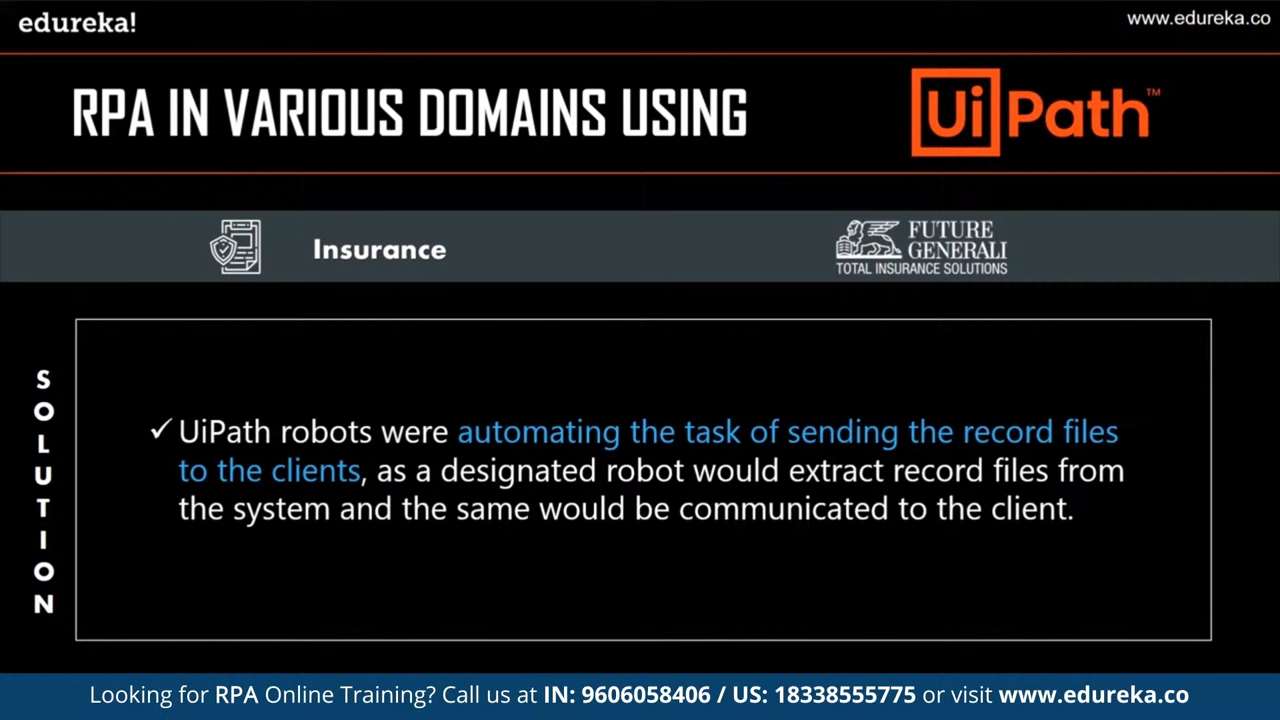 edureka!
www.edureka.co
RPA IN VARIOUS DOMAINS USING
UiPath™
Insurance
FUTURE
GENERALI
TOTAL INSURANCE SOLUTIONS
SOLUTION
✓ UiPath robots were automating the task of sending the record files
to the clients, as a designated robot would extract record files from
the system and the same would be communicated to the client.
Looking for RPA Online Training? Call us at IN: 9606058406 / US: 18338555775 or visit www.edureka.co